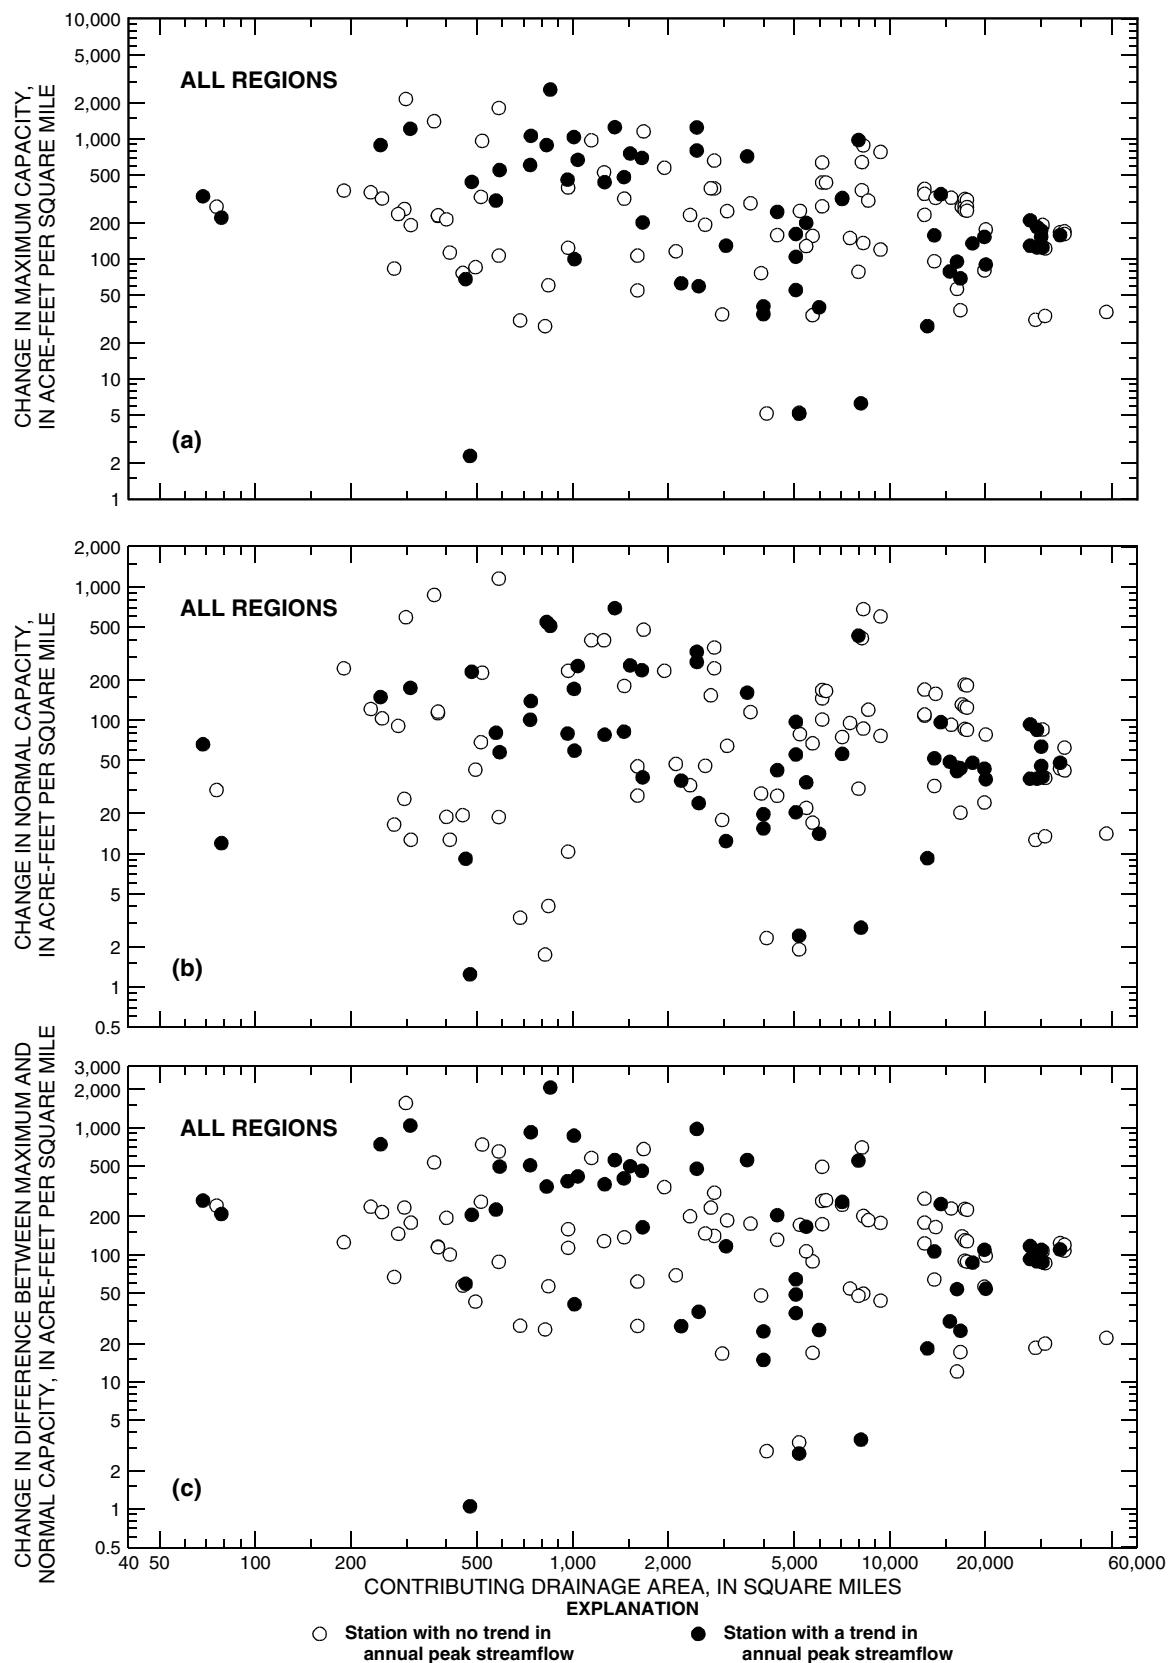 CHANGE IN MAXIMUM CAPACITY,
IN ACRE-FEET PER SQUARE MILE
10,000
5,000
2,000
1,000
500
200
100
50
20
10
5
2
1
ALL REGIONS
(a)
CHANGE IN NORMAL CAPACITY,
IN ACRE-FEET PER SQUARE MILE
2,000
1,000
500
200
100
50
20
10
5
2
1
0.5
ALL REGIONS
(b)
CHANGE IN DIFFERENCE BETWEEN MAXIMUM AND
NORMAL CAPACITY, IN ACRE-FEET PER SQUARE MILE
3,000
2,000
1,000
500
200
100
50
20
10
5
2
1
0.5
ALL REGIONS
(c)
40 50 100 200 500 1,000 2,000 5,000 10,000 20,000 60,000
CONTRIBUTING DRAINAGE AREA, IN SQUARE MILES
EXPLANATION
Station with no trend in
annual peak streamflow
Station with a trend in
annual peak streamflow